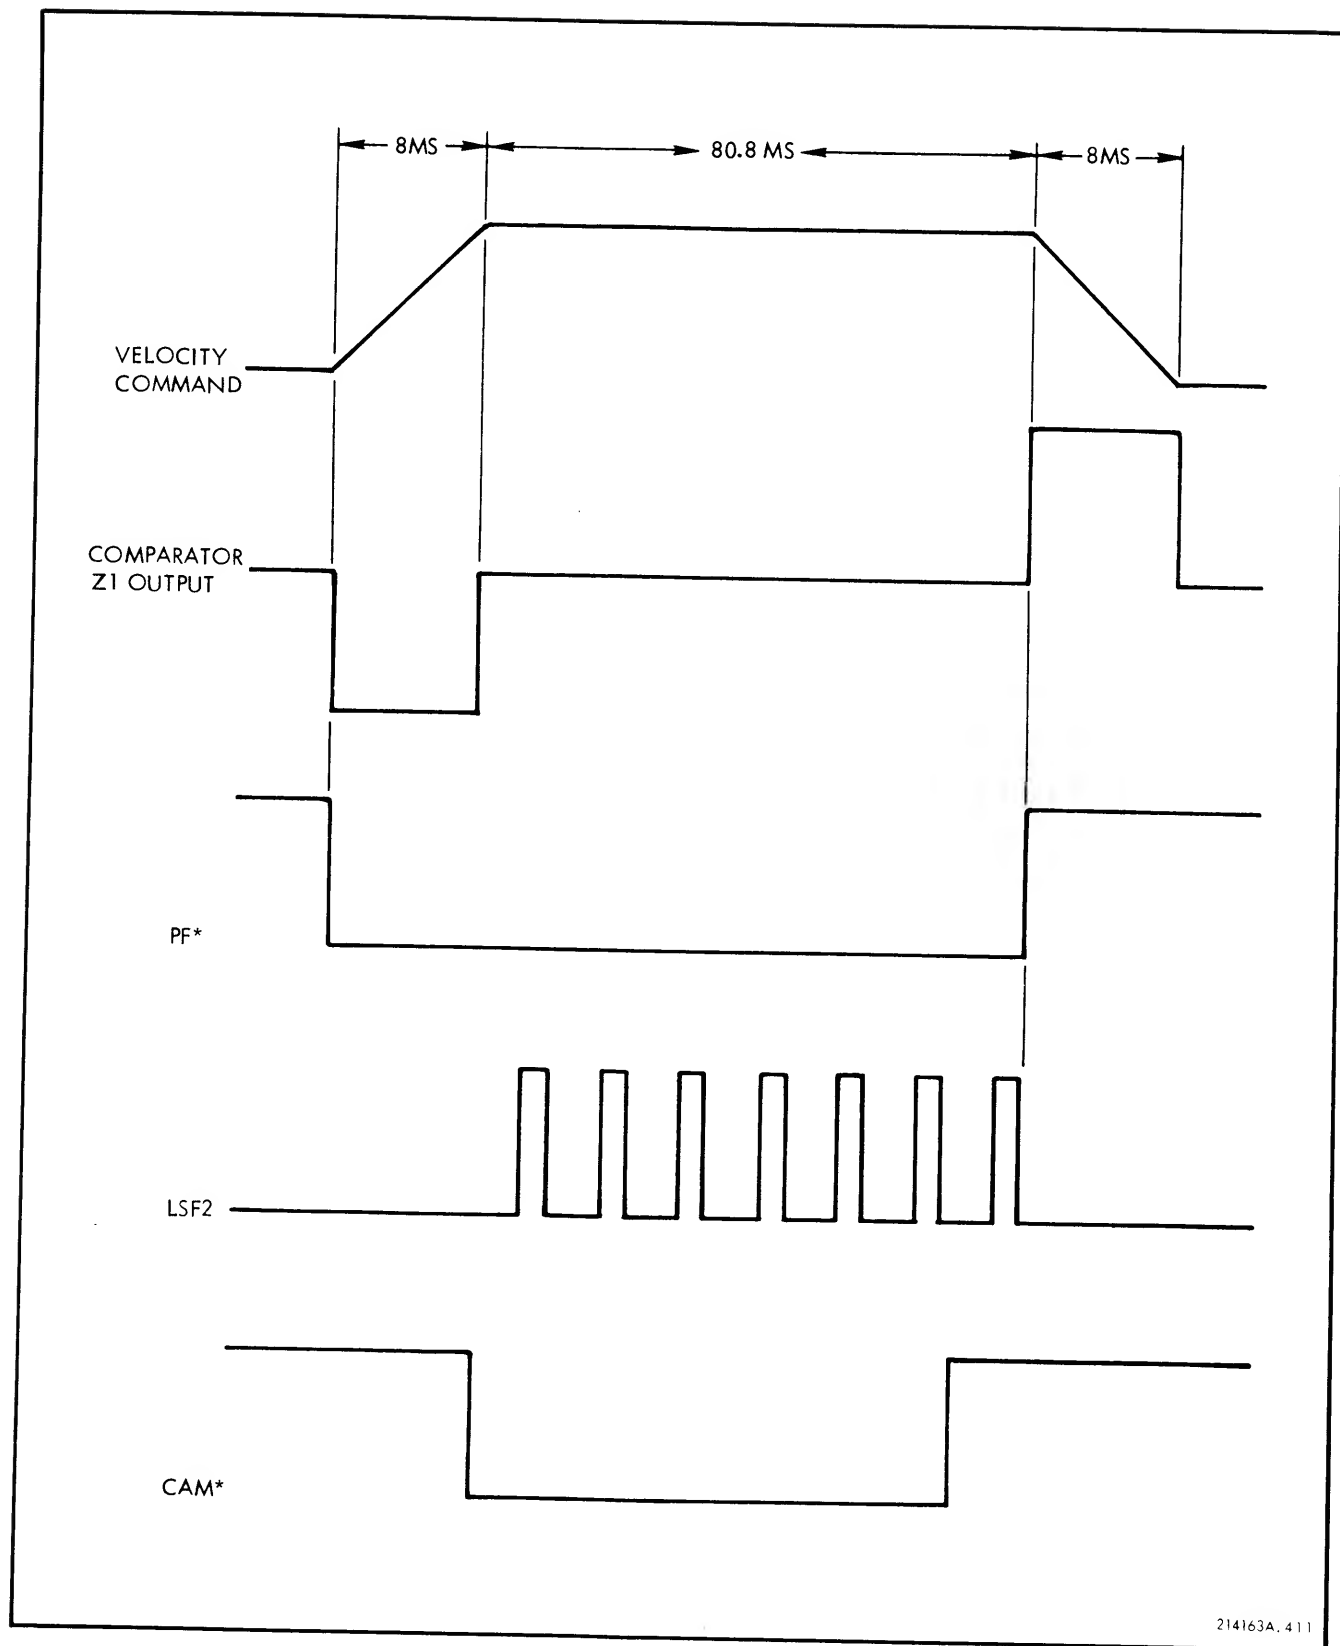 8MS
80.8 MS
8MS
VELOCITY
COMMAND
COMPARATOR
Z1 OUTPUT
PF*
LSF2
CAM*
214163A.411